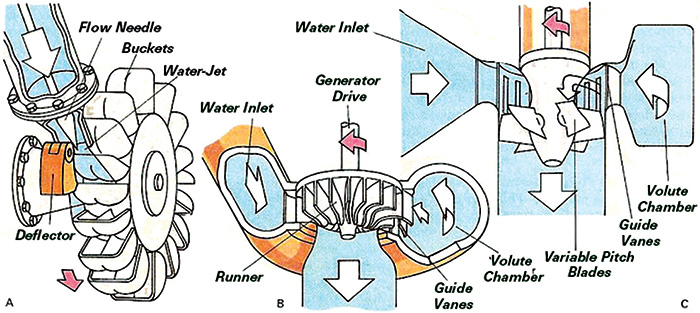 Flow Needle
Buckets
Water-Jet
Deflector
A
Water Inlet
Generator
Drive
Runner
Volute
Chamber
Guide
Vanes
B
Water Inlet
Volute
Chamber
Guide
Vanes
Variable Pitch
Blades
C